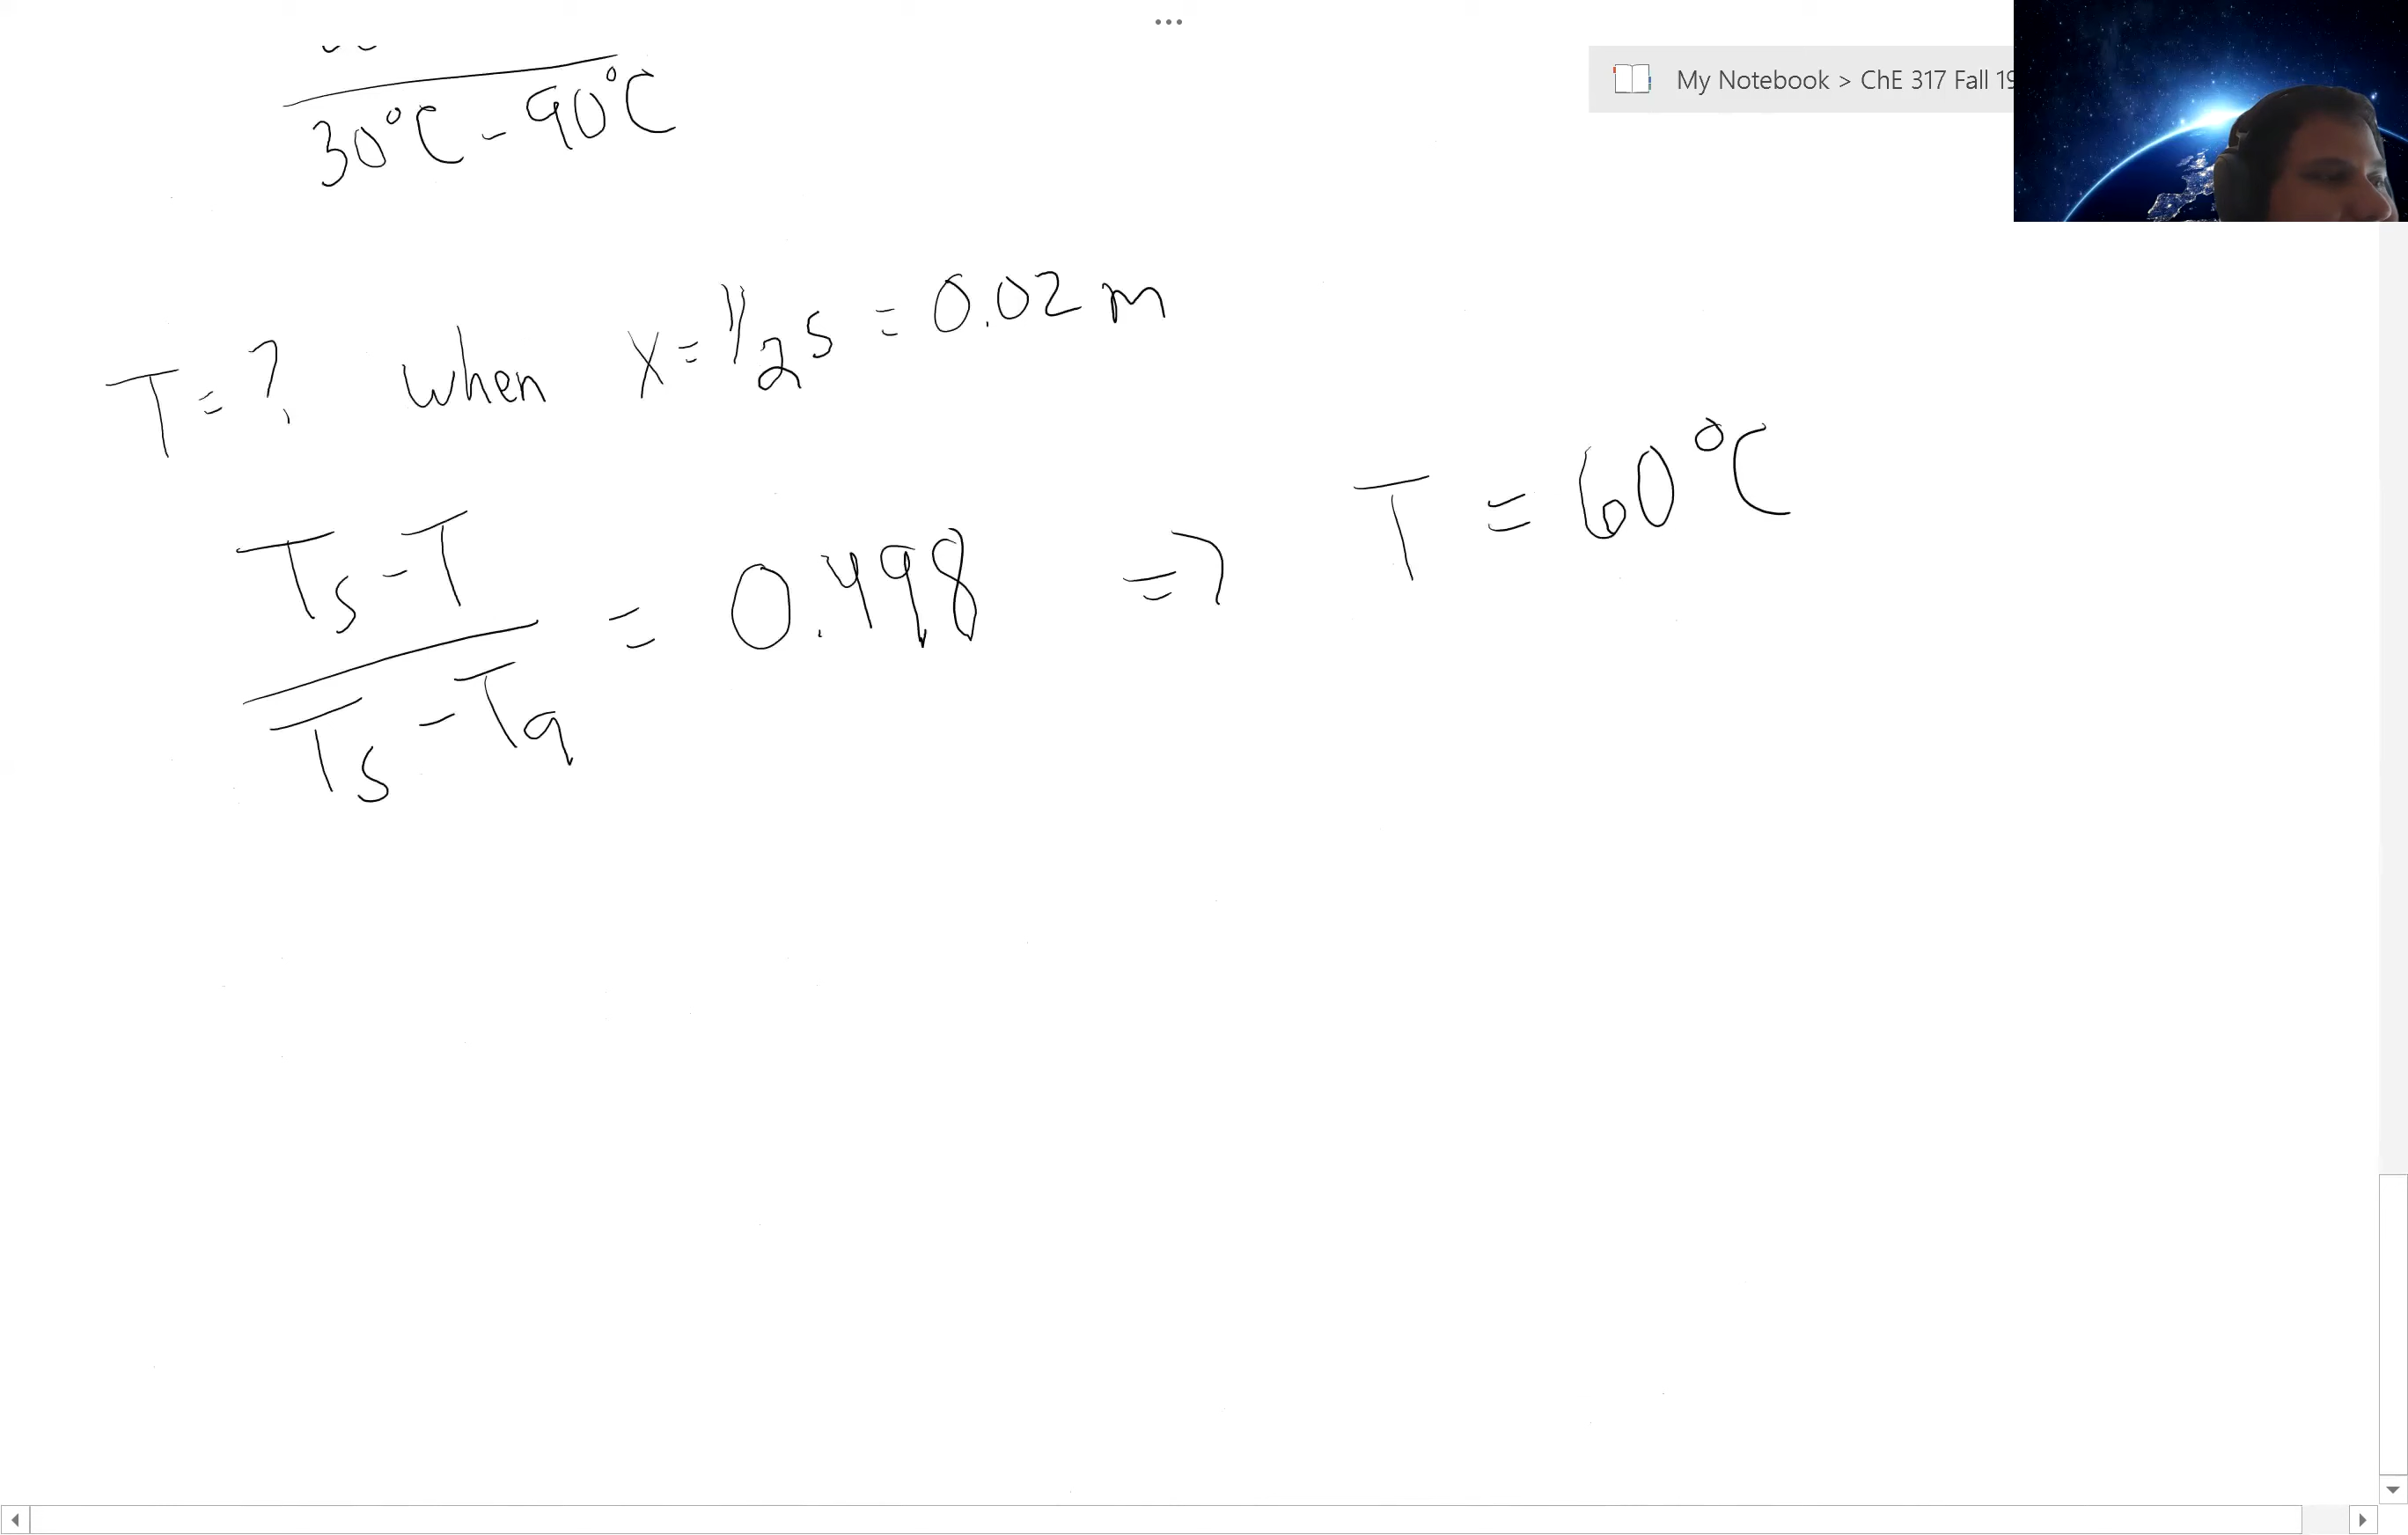 •••
My Notebook > ChE 317 Fall 19
30°C - 90°C
T = ? when x = 1/2 s = 0.02 m
T = 60°C
Ts - T
= 0.498 =>
Ts - Ta